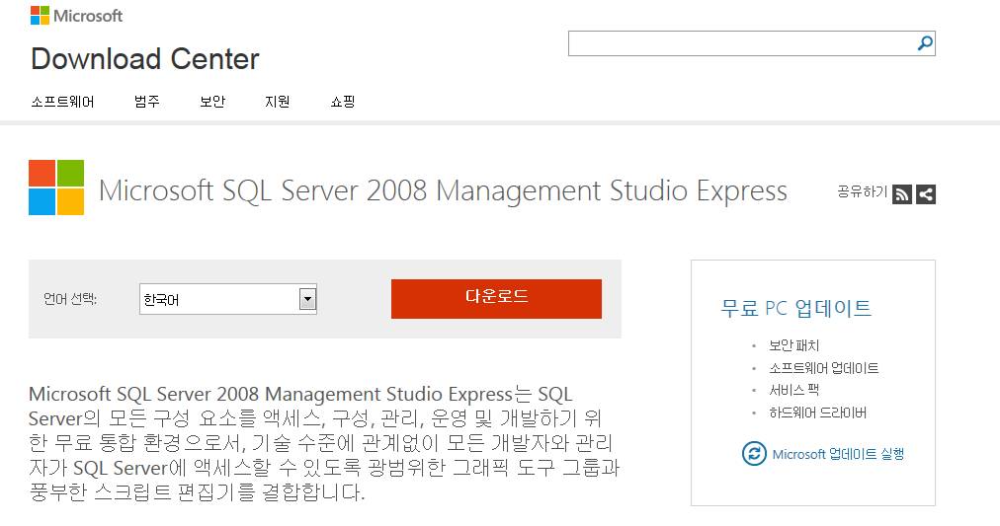 Microsoft
Download Center
소프트웨어 범주 보안 지원 쇼핑
Microsoft SQL Server 2008 Management Studio Express
공유하기
언어 선택: 한국어 다운로드
Microsoft SQL Server 2008 Management Studio Express는 SQL
Server의 모든 구성 요소를 액세스, 구성, 관리, 운영 및 개발하기 위
한 무료 통합 환경으로서, 기술 수준에 관계없이 모든 개발자와 관리
자가 SQL Server에 액세스할 수 있도록 광범위한 그래픽 도구 그룹과
풍부한 스크립트 편집기를 결합합니다.
무료 PC 업데이트
• 보안 패치
• 소프트웨어 업데이트
• 서비스 팩
• 하드웨어 드라이버
Microsoft 업데이트 실행